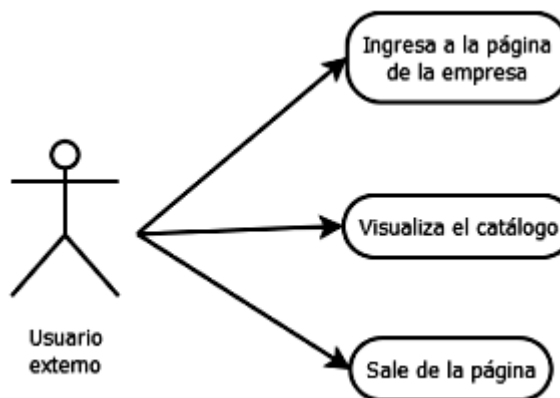 Ingresa a la página
de la empresa
Visualiza el catálogo
Usuario
externo
Sale de la página